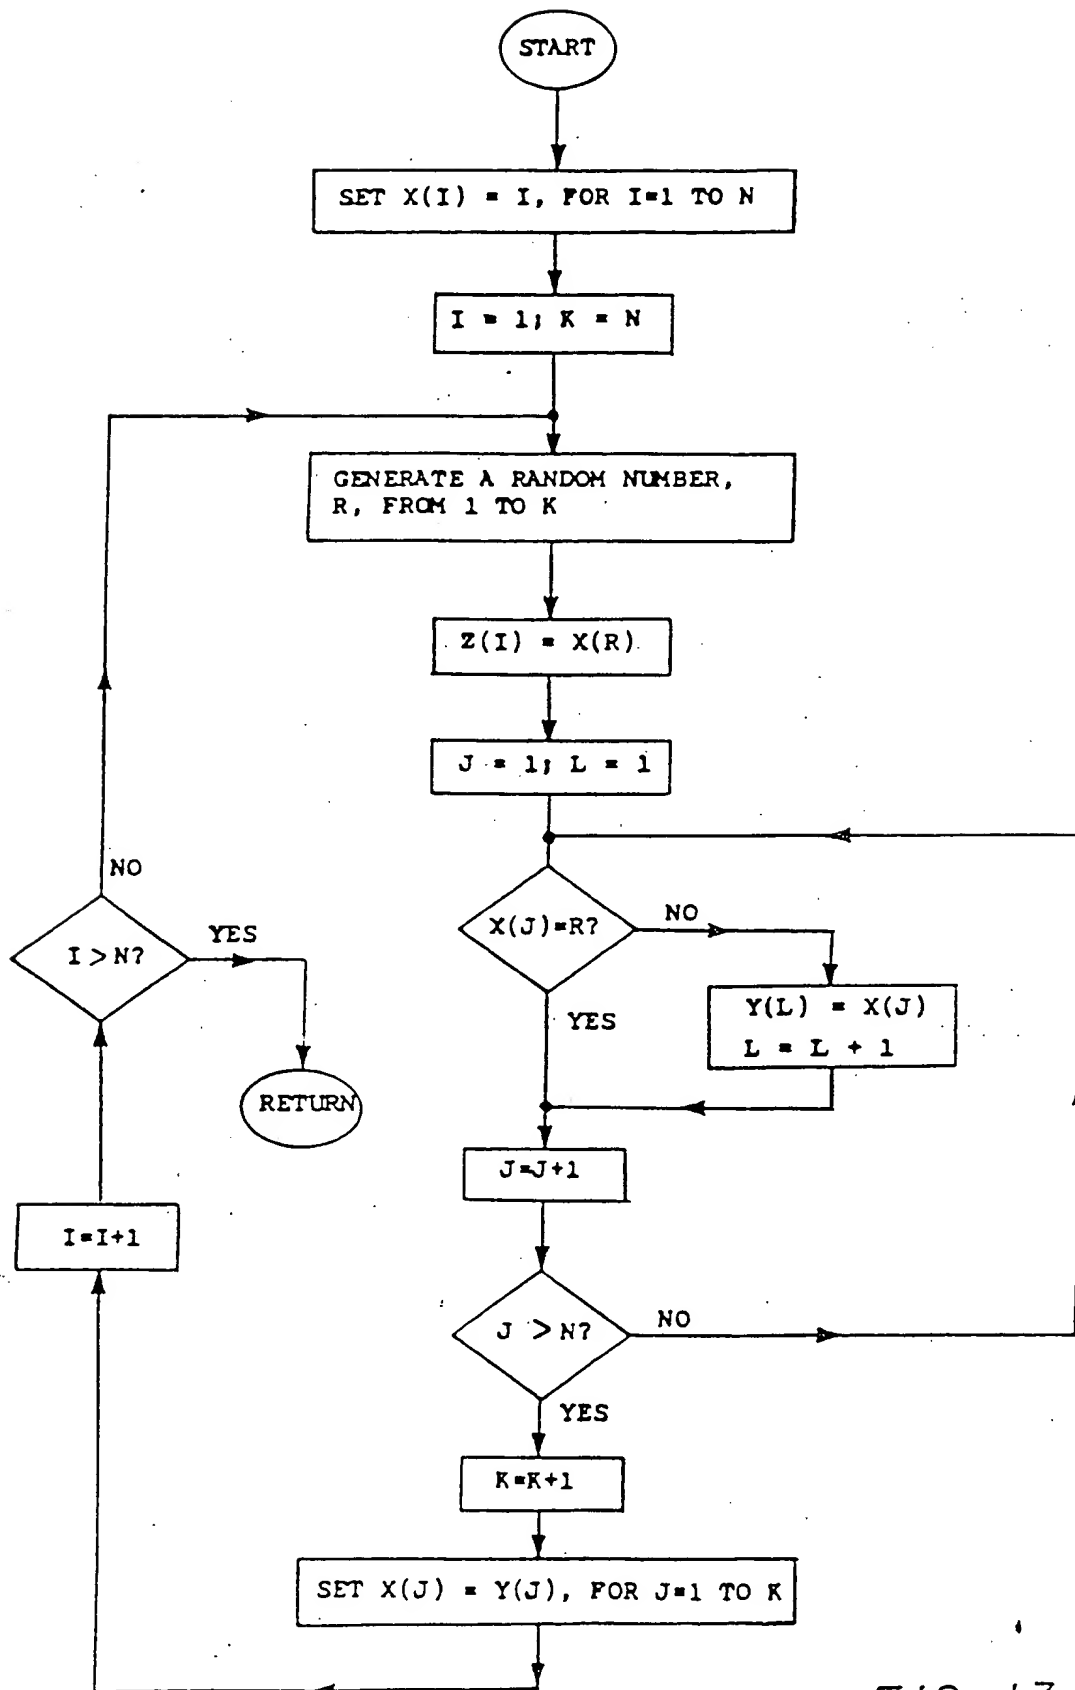 START
SET X(I) = I, FOR I=1 TO N
I = 1; K = N
GENERATE A RANDOM NUMBER,
R, FROM 1 TO K
Z(I) = X(R)
J = 1; L = 1
X(J)=R?
NO
YES
Y(L) = X(J)
L = L + 1
J=J+1
J > N?
NO
YES
K=K+1
SET X(J) = Y(J), FOR J=1 TO K
I=I+1
I > N?
NO
YES
RETURN